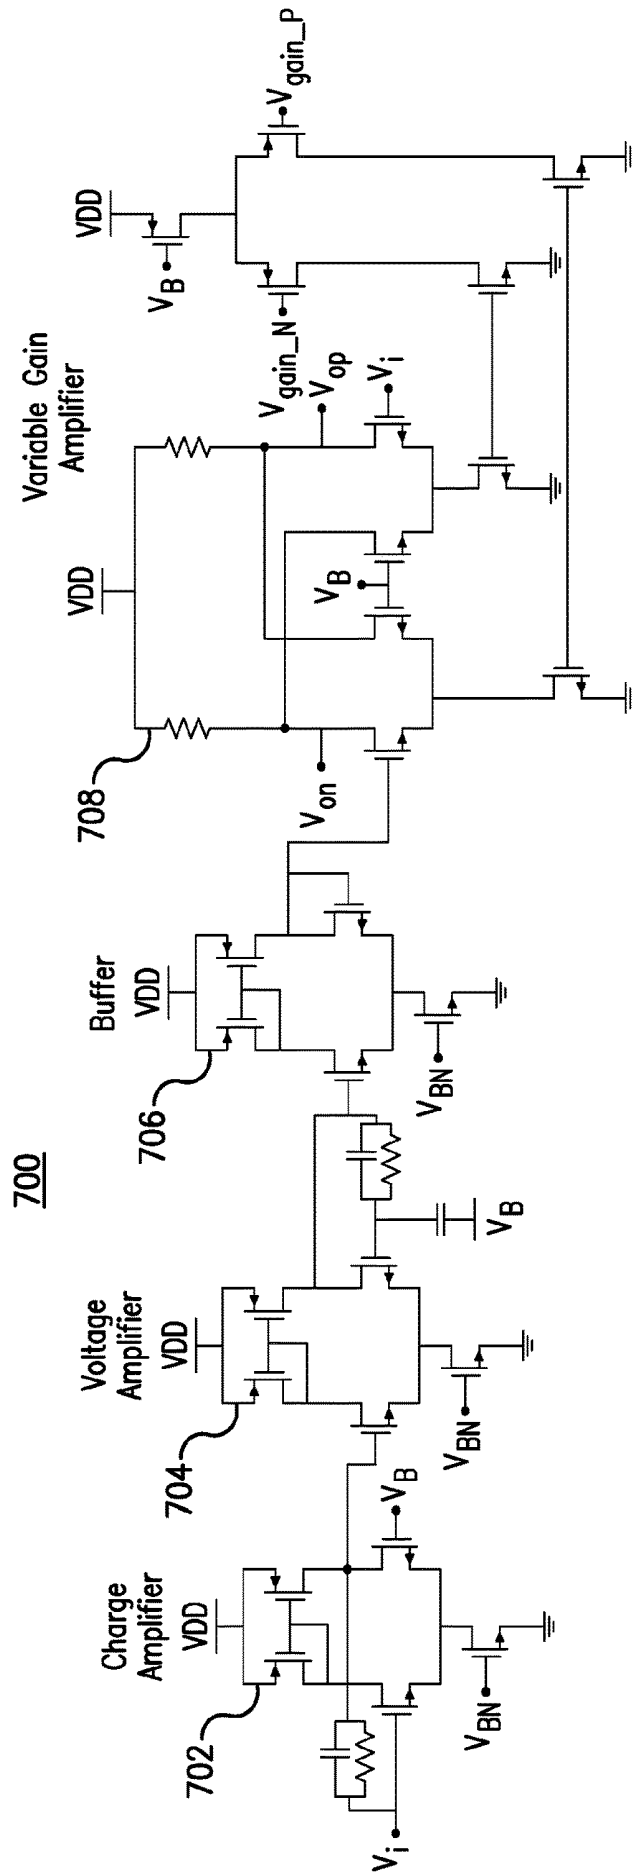 700
Charge
Amplifier
VDD
702
V_i
V_B
V_BN
Voltage
Amplifier
VDD
704
V_BN
V_B
Buffer
VDD
706
V_BN
Variable Gain
Amplifier
VDD
708
V_on
V_B
V_op
V_i
VDD
V_B
V_gain_N
V_gain_P